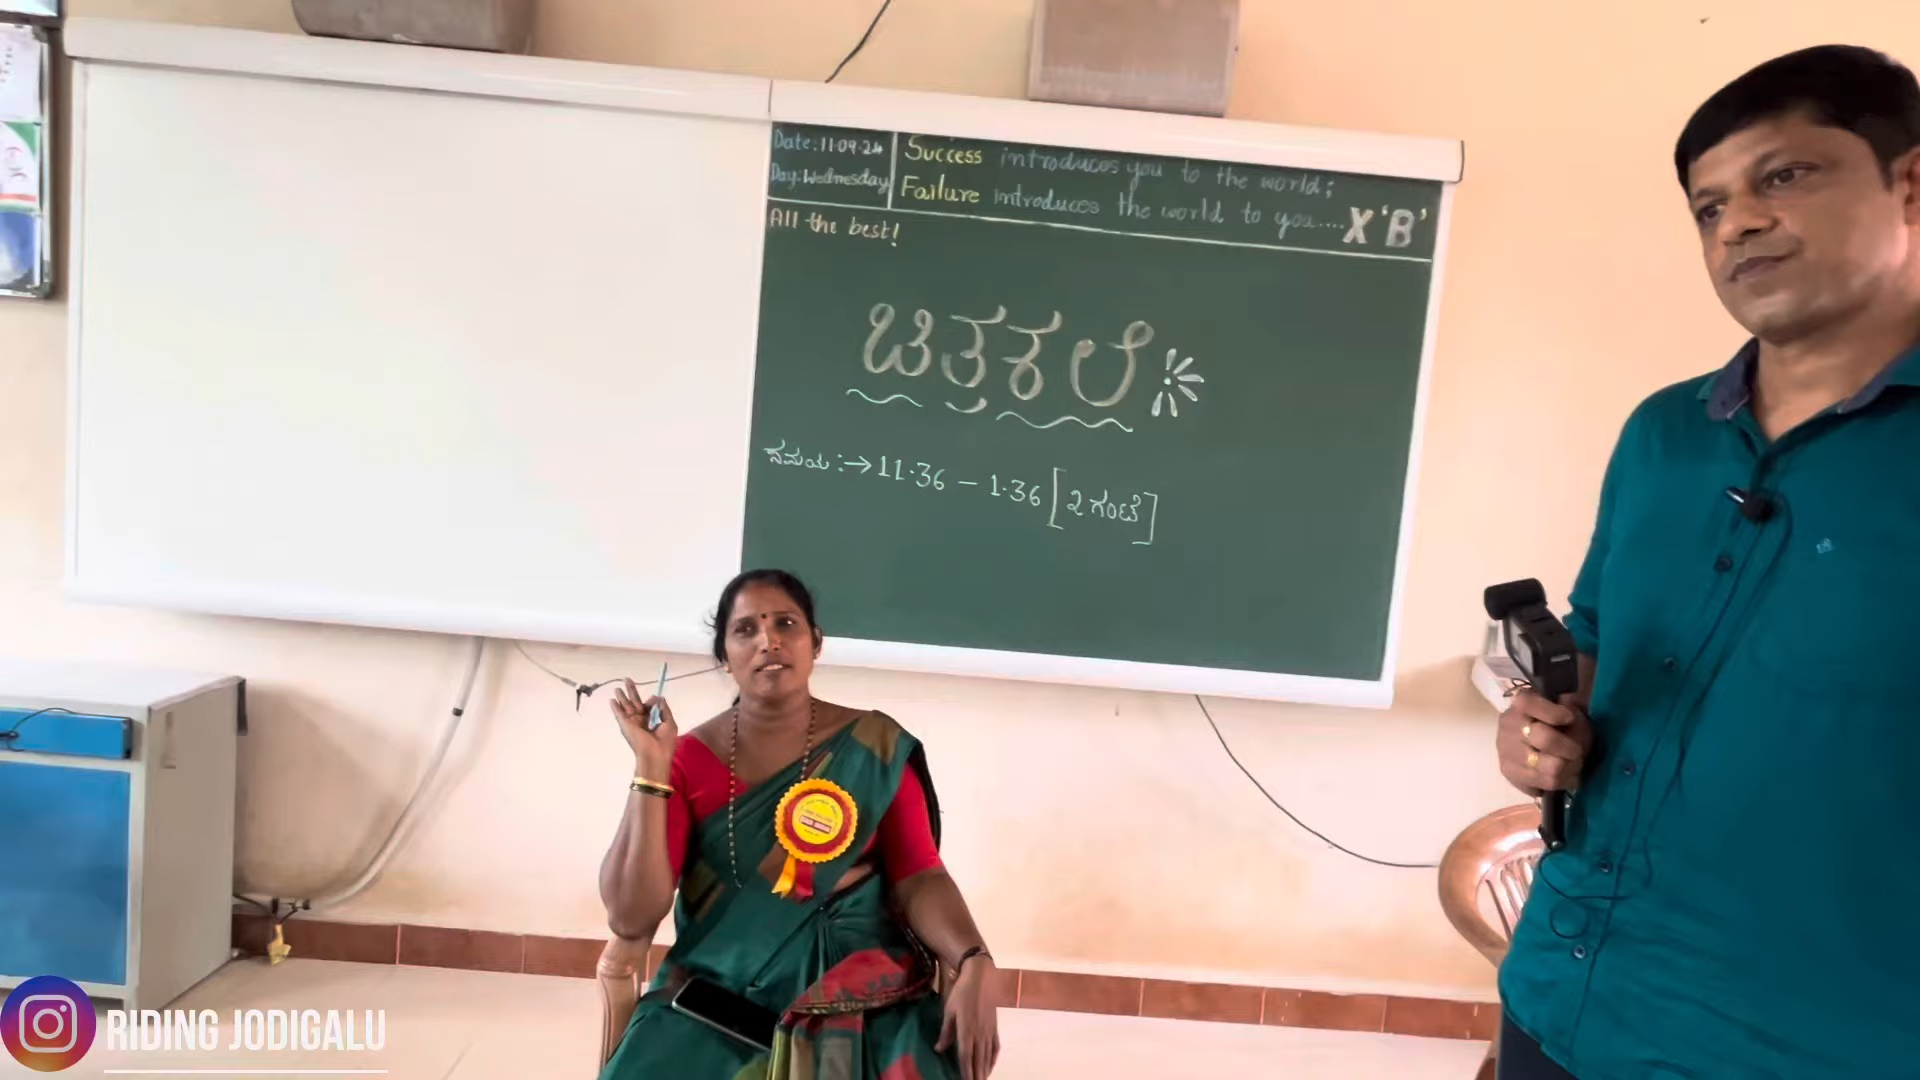 Date: 11.09.24
Day: Wednesday
Success introduces you to the world;
Failure introduces the world to you....
X 'B'
All the best!
ಚಿತ್ರಕಲೆ
ಸಮಯ :→ 11.36 – 1.36 [೨ ಗಂಟೆ]
RIDING JODIGALU